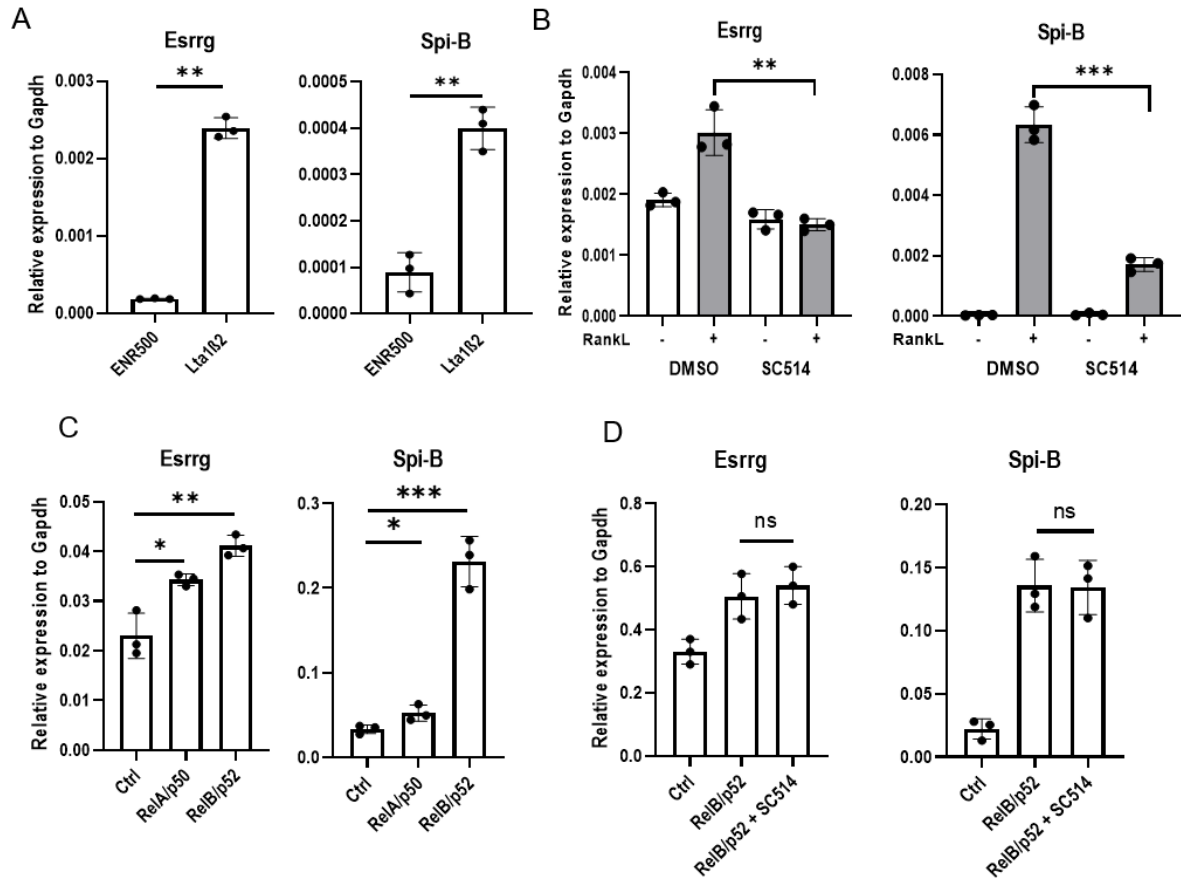 A
Esrrg
**
Relative expression to Gapdh
0.003
0.002
0.001
0.000
ENR500
Lta1ß2
Spi-B
**
0.0005
0.0004
0.0003
0.0002
0.0001
0.0000
ENR500
Lta1ß2
B
Esrrg
**
Relative expression to Gapdh
0.004
0.003
0.002
0.001
0.000
RankL - + - +
DMSO SC514
Spi-B
***
0.008
0.006
0.004
0.002
0.000
RankL - + - +
DMSO SC514
C
Esrrg
**
*
Relative expression to Gapdh
0.05
0.04
0.03
0.02
0.01
0.00
Ctrl
RelA/p50
RelB/p52
Spi-B
***
*
0.3
0.2
0.1
0.0
Ctrl
RelA/p50
RelB/p52
D
Esrrg
ns
Relative expression to Gapdh
0.8
0.6
0.4
0.2
0.0
Ctrl
RelB/p52
RelB/p52 + SC514
Spi-B
ns
0.20
0.15
0.10
0.05
0.00
Ctrl
RelB/p52
RelB/p52 + SC514